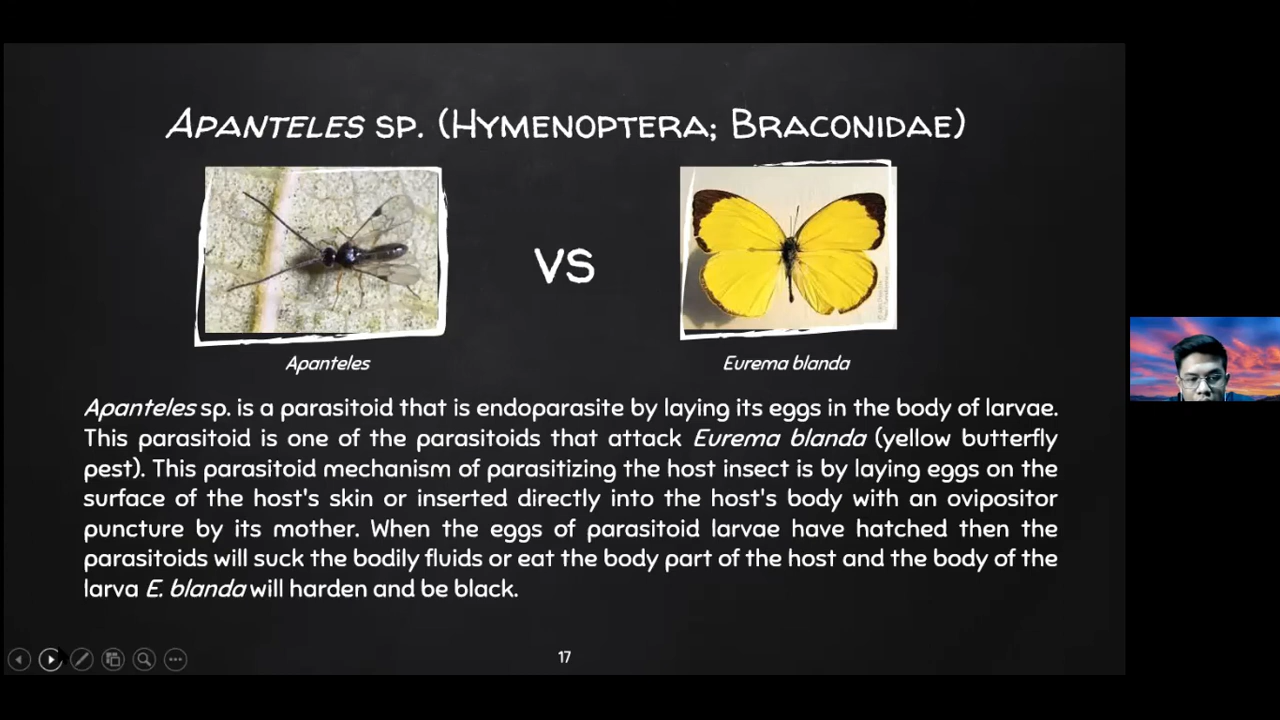 APANTELES SP. (HYMENOPTERA; BRACONIDAE)
VS
Apanteles
Eurema blanda
Apanteles sp. is a parasitoid that is endoparasite by laying its eggs in the body of larvae.
This parasitoid is one of the parasitoids that attack Eurema blanda (yellow butterfly
pest). This parasitoid mechanism of parasitizing the host insect is by laying eggs on the
surface of the host's skin or inserted directly into the host's body with an ovipositor
puncture by its mother. When the eggs of parasitoid larvae have hatched then the
parasitoids will suck the bodily fluids or eat the body part of the host and the body of the
larva E. blanda will harden and be black.
17